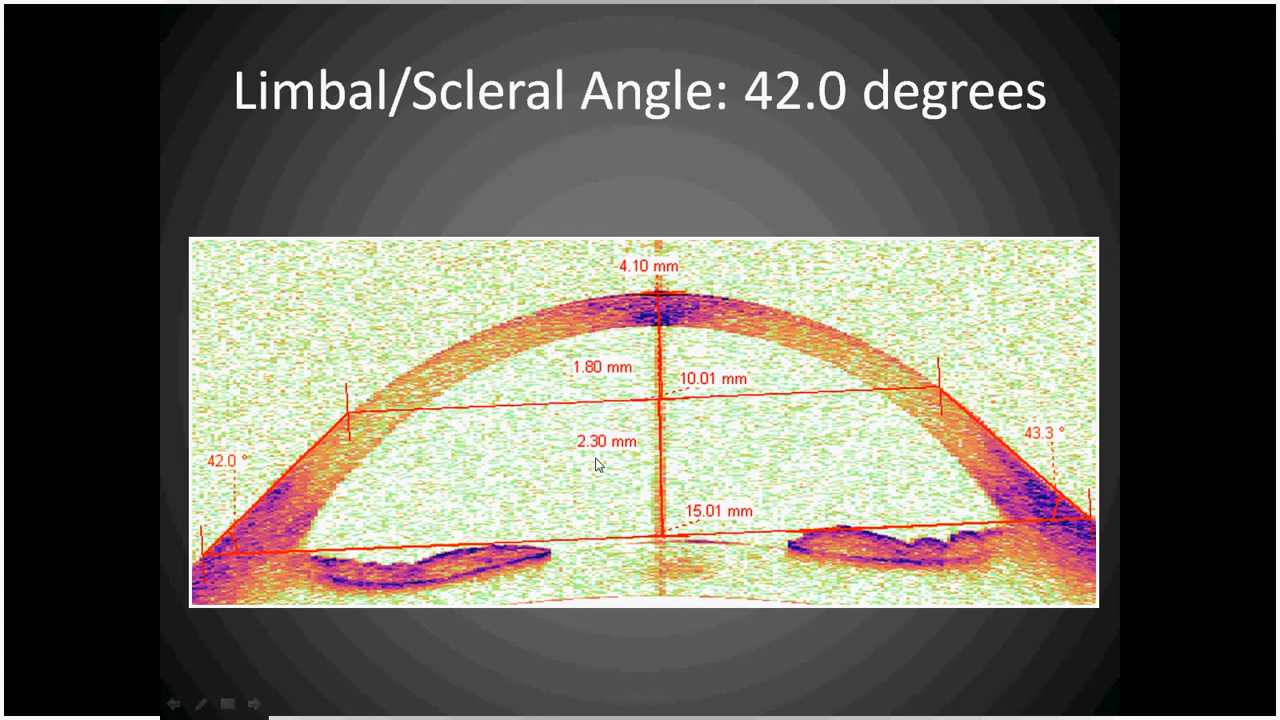 Limbal/Scleral Angle: 42.0 degrees
4.10 mm
1.80 mm
10.01 mm
43.3 °
2.30 mm
42.0 °
15.01 mm